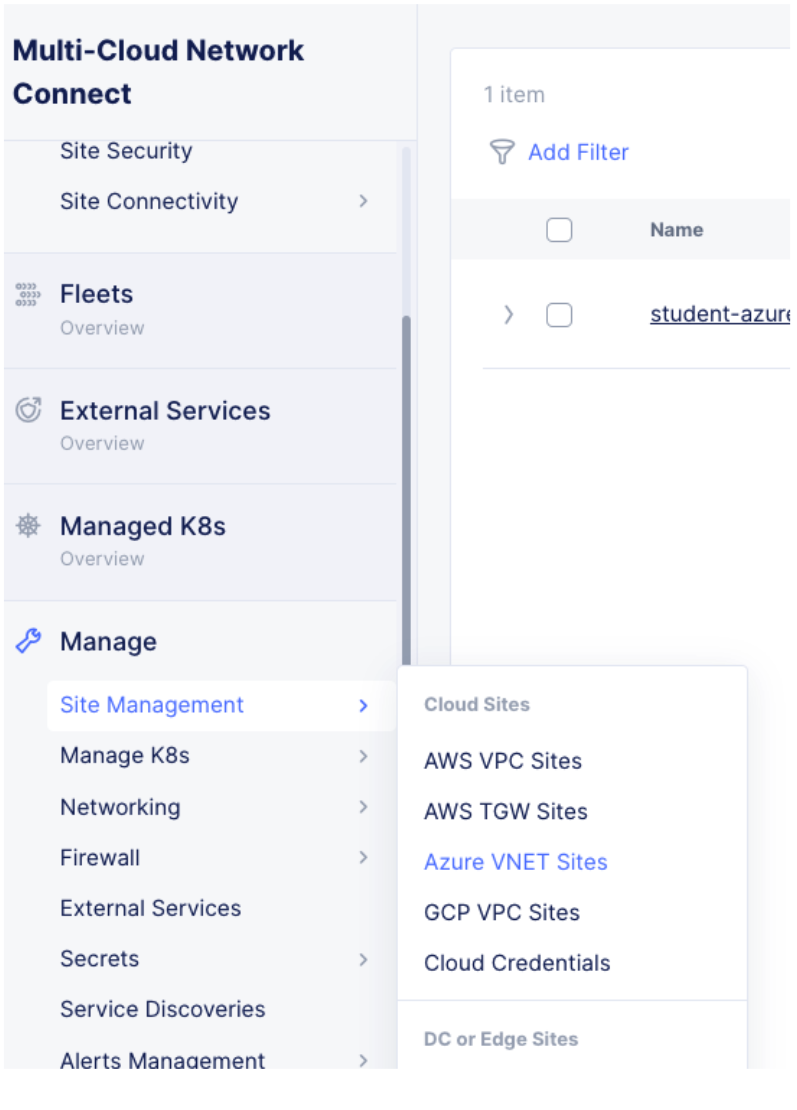 Multi-Cloud Network
Connect
Site Security
Site Connectivity
Fleets
Overview
External Services
Overview
Managed K8s
Overview
Manage
Site Management
Manage K8s
Networking
Firewall
External Services
Secrets
Service Discoveries
Alerts Management
1 item
Add Filter
Name
student-azure
Cloud Sites
AWS VPC Sites
AWS TGW Sites
Azure VNET Sites
GCP VPC Sites
Cloud Credentials
DC or Edge Sites